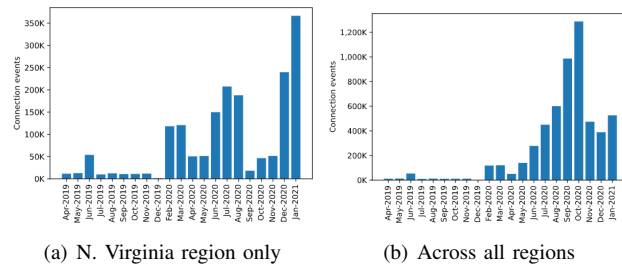 350K
300K
250K
200K
150K
100K
50K
0K
Connection events
Apr-2019
May-2019
Jun-2019
Jul-2019
Aug-2019
Sep-2019
Oct-2019
Nov-2019
Dec-2019
Feb-2020
Mar-2020
Apr-2020
May-2020
Jun-2020
Jul-2020
Aug-2020
Sep-2020
Oct-2020
Nov-2020
Dec-2020
Jan-2021
(a) N. Virginia region only
1,200K
1,000K
800K
600K
400K
200K
0K
Connection events
Apr-2019
May-2019
Jun-2019
Jul-2019
Aug-2019
Sep-2019
Oct-2019
Nov-2019
Dec-2019
Feb-2020
Mar-2020
Apr-2020
May-2020
Jun-2020
Jul-2020
Aug-2020
Sep-2020
Oct-2020
Nov-2020
Dec-2020
Jan-2021
(b) Across all regions